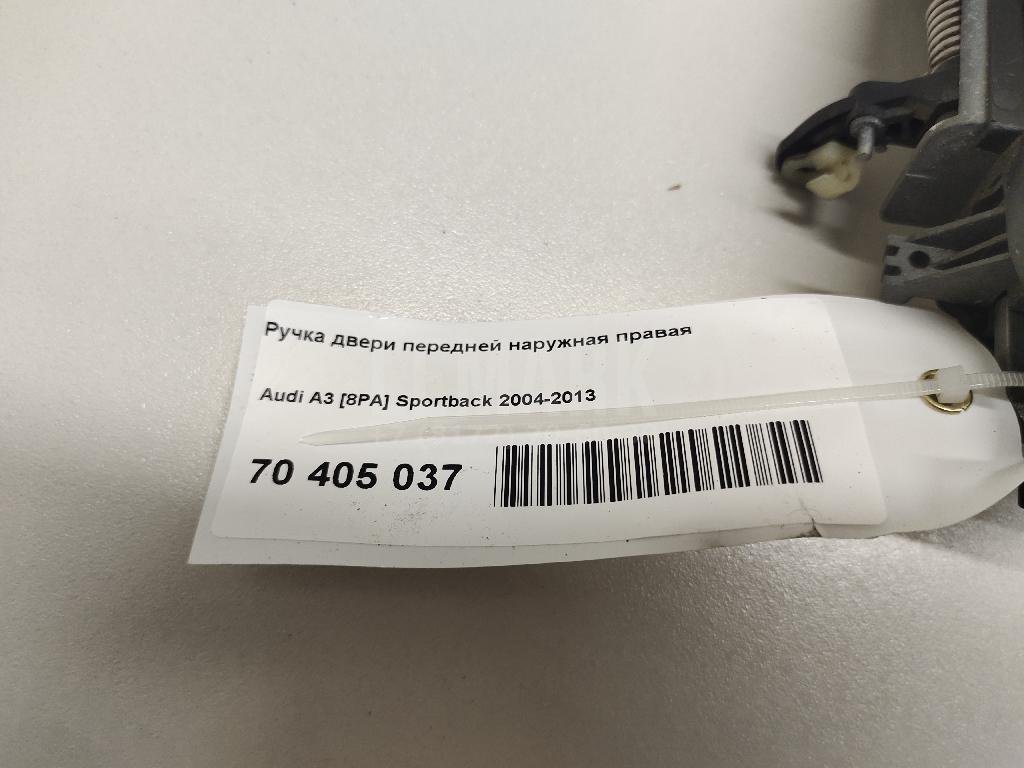 Ручка двери передней наружная правая
Audi A3 [8PA] Sportback 2004-2013
70 405 037